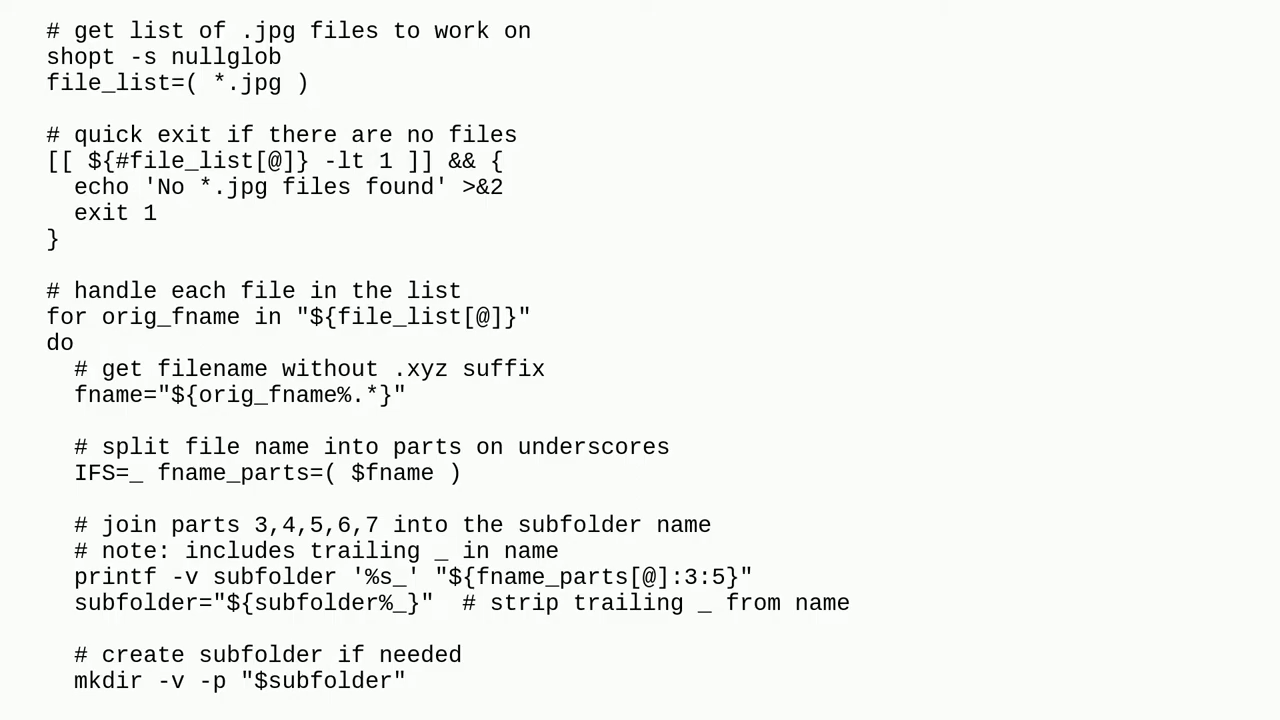 # get list of .jpg files to work on
shopt -s nullglob
file_list=( *.jpg )
# quick exit if there are no files
[[ ${#file_list[@]} -lt 1 ]] && {
  echo 'No *.jpg files found' >&2
  exit 1
}
# handle each file in the list
for orig_fname in "${file_list[@]}"
do
  # get filename without .xyz suffix
  fname="${orig_fname%.*}"
  # split file name into parts on underscores
  IFS=_ fname_parts=( $fname )
  # join parts 3,4,5,6,7 into the subfolder name
  # note: includes trailing _ in name
  printf -v subfolder '%s_' "${fname_parts[@]:3:5}"
  subfolder="${subfolder%_}"  # strip trailing _ from name
  # create subfolder if needed
  mkdir -v -p "$subfolder"